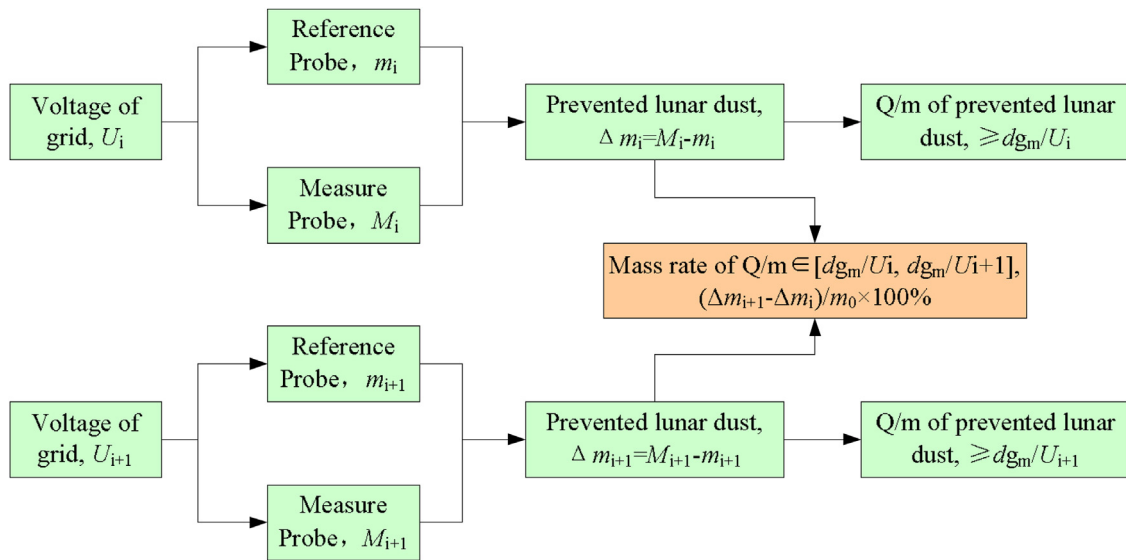 Voltage of
grid, Uᵢ
Reference
Probe，mᵢ
Measure
Probe，Mᵢ
Prevented lunar dust,
Δ mᵢ=Mᵢ-mᵢ
Q/m of prevented lunar
dust, ≥dgₘ/Uᵢ
Mass rate of Q/m∈[dgₘ/Ui, dgₘ/Ui+1],
(Δmᵢ₊₁-Δmᵢ)/m₀×100%
Voltage of
grid, Uᵢ₊₁
Reference
Probe，mᵢ₊₁
Measure
Probe，Mᵢ₊₁
Prevented lunar dust,
Δ mᵢ₊₁=Mᵢ₊₁-mᵢ₊₁
Q/m of prevented lunar
dust, ≥dgₘ/Uᵢ₊₁